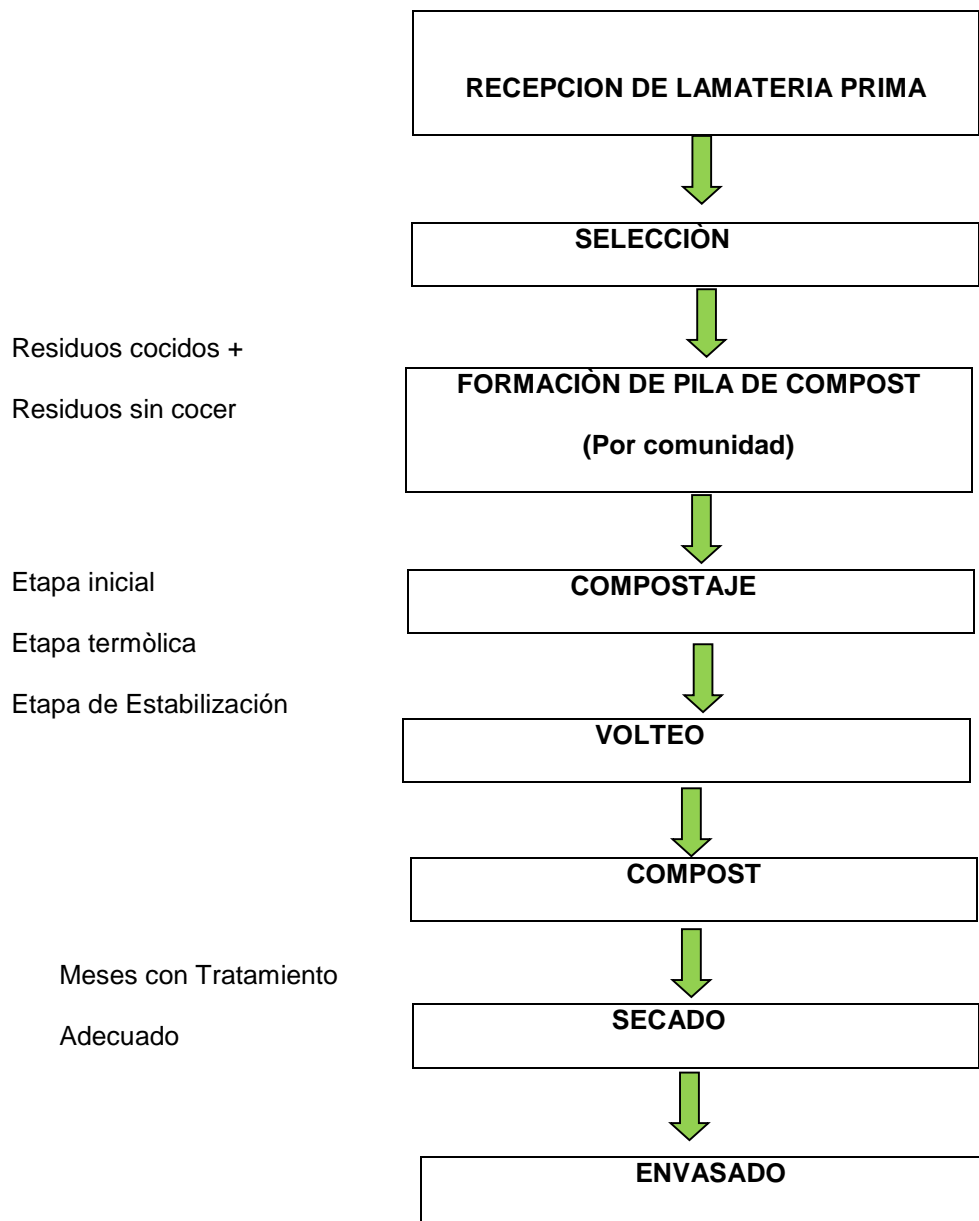 RECEPCION DE LAMATERIA PRIMA
SELECCIÒN
Residuos cocidos +
Residuos sin cocer
FORMACIÒN DE PILA DE COMPOST
(Por comunidad)
Etapa inicial
Etapa termòlica
Etapa de Estabilización
COMPOSTAJE
VOLTEO
COMPOST
Meses con Tratamiento
Adecuado
SECADO
ENVASADO